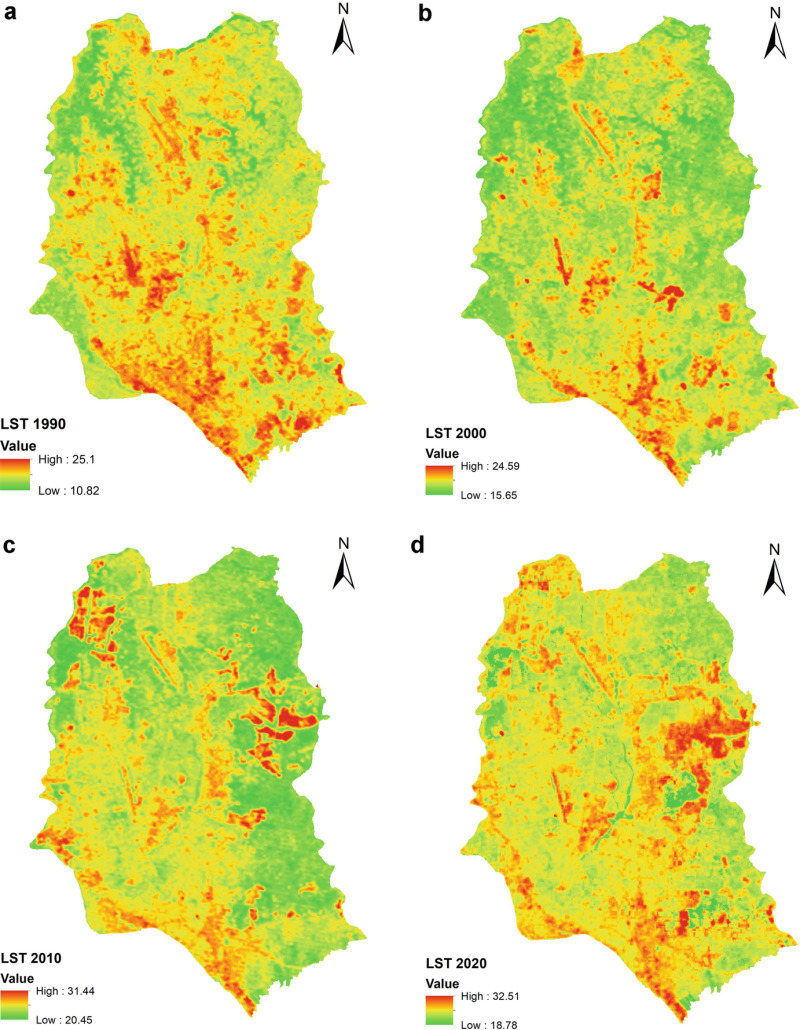 a
N
LST 1990
Value
High : 25.1
Low : 10.82
b
N
LST 2000
Value
High : 24.59
Low : 15.65
c
N
LST 2010
Value
High : 31.44
Low : 20.45
d
N
LST 2020
Value
High : 32.51
Low : 18.78